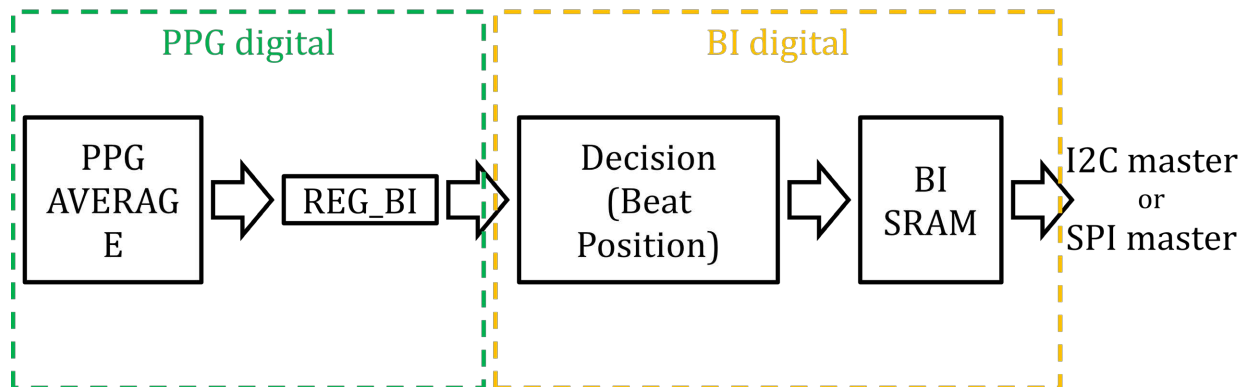 PPG digital
BI digital
PPG
AVERAG
E
REG_BI
Decision
(Beat
Position)
BI
SRAM
I2C master
or
SPI master